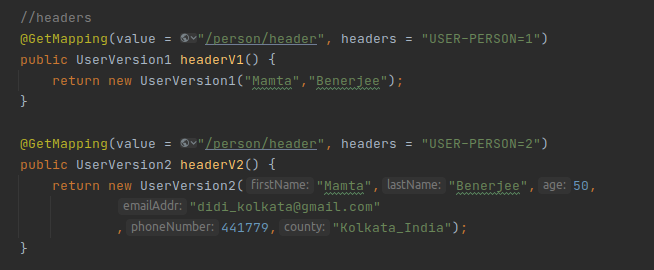 //headers
@GetMapping(value = "/person/header", headers = "USER-PERSON=1")
public UserVersion1 headerV1() {
return new UserVersion1("Mamta","Benerjee");
}
@GetMapping(value = "/person/header", headers = "USER-PERSON=2")
public UserVersion2 headerV2() {
return new UserVersion2( firstName: "Mamta", lastName: "Benerjee", age: 50,
emailAddr: "didi_kolkata@gmail.com"
, phoneNumber: 441779, county: "Kolkata_India");
}